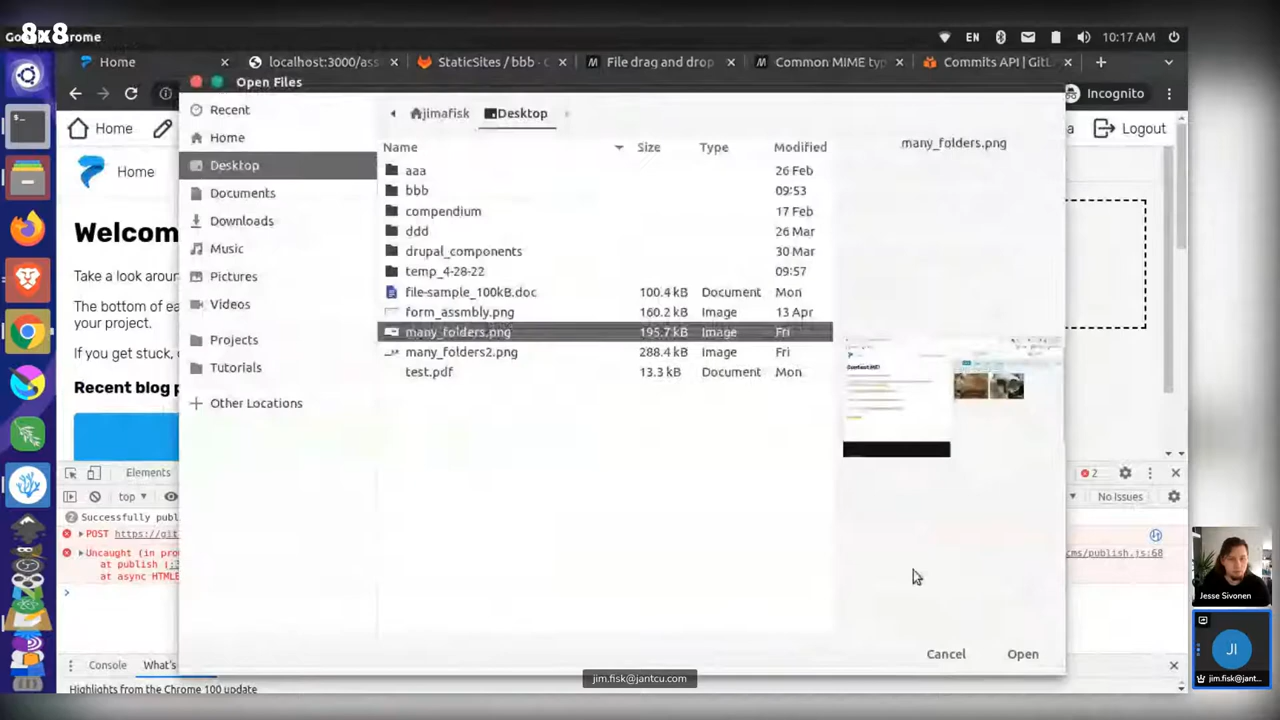 8x8
Go
rome
EN
10:17 AM
Home
localhost:3000/ass
StaticSites / bbb - C
File drag and drop
Common MIME typ
Commits API | GitL
Open Files
Incognito
Home
Logout
Home
Welcom
Take a look aroun
The bottom of ea
your project.
If you get stuck,
Recent blog p
Recent
Home
Desktop
Documents
Downloads
Music
Pictures
Videos
Projects
Tutorials
Other Locations
jimafisk
Desktop
Name
Size
Type
Modified
aaa
26 Feb
bbb
09:53
compendium
17 Feb
ddd
26 Mar
drupal_components
30 Mar
temp_4-28-22
09:57
file-sample_100kB.doc
100.4 kB
Document
Mon
form_assmbly.png
160.2 kB
Image
13 Apr
many_folders.png
195.7 kB
Image
Fri
many_folders2.png
288.4 kB
Image
Fri
test.pdf
13.3 kB
Document
Mon
many_folders.png
Elements
2
top
No Issues
2 Successfully publ
POST https://git
Uncaught (in pro
at publish (
at async HTMLE
cms/publish.js:68
Cancel
Open
Console
What's
Highlights from the Chrome 100 update
jim.fisk@jantcu.com
Jesse Sivonen
JI
jim.fisk@jant...